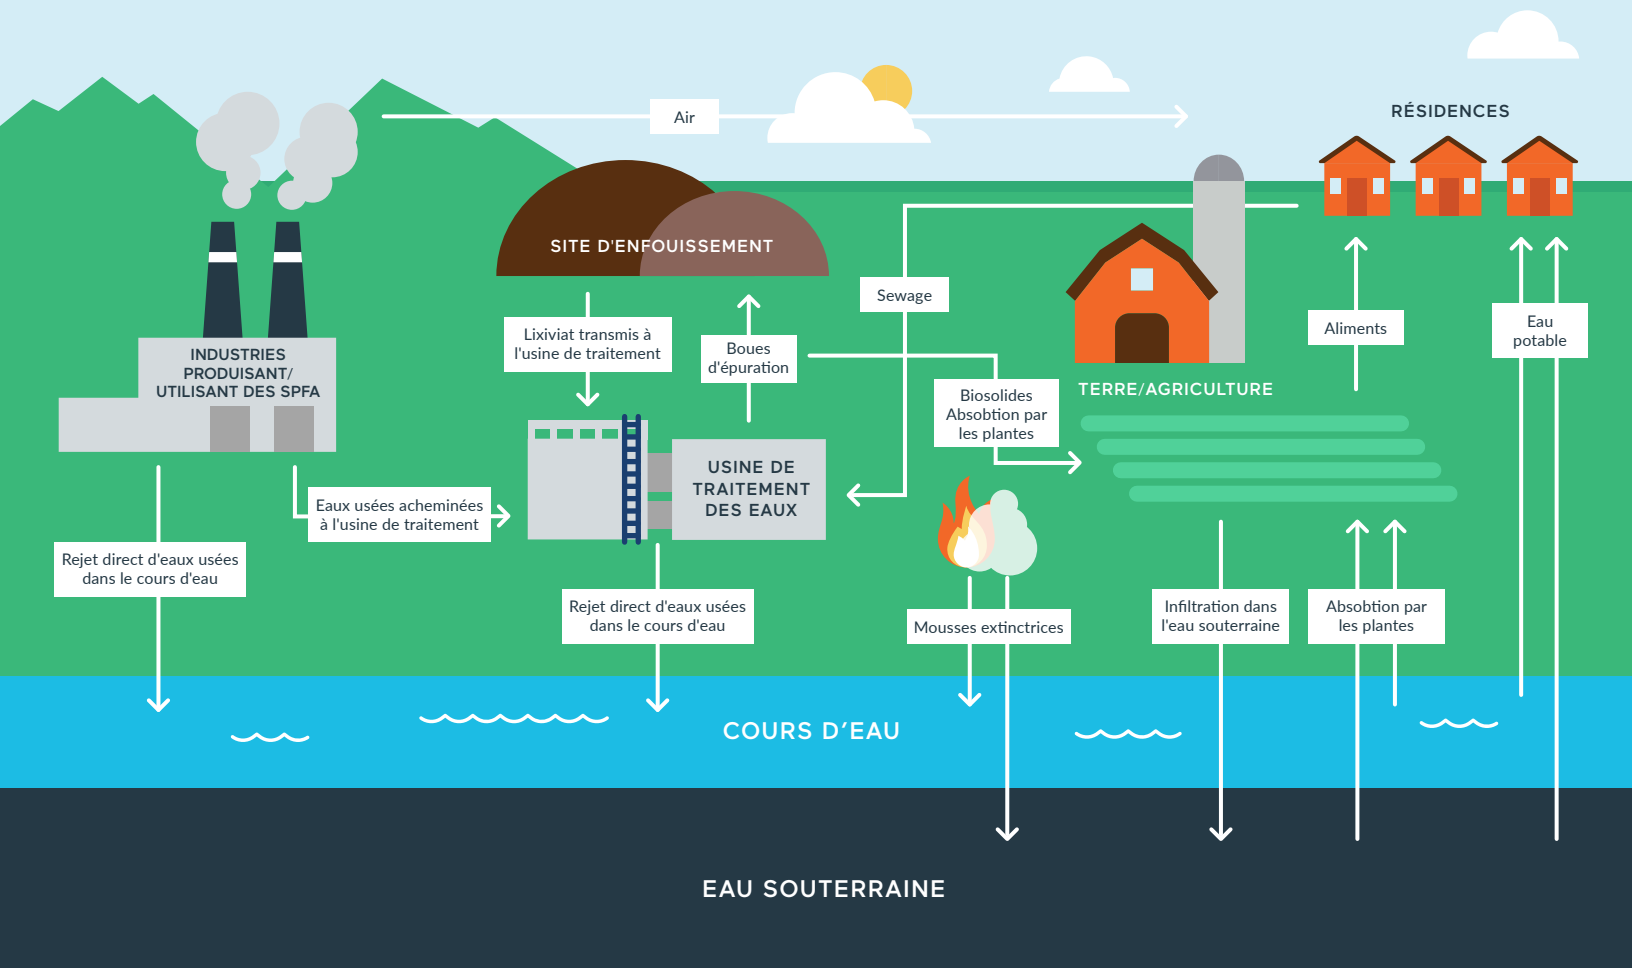 Air
RÉSIDENCES
SITE D'ENFOUISSEMENT
Sewage
Lixiviat transmis à
l'usine de traitement
Boues
d'épuration
Aliments
Eau
potable
INDUSTRIES
PRODUISANT/
UTILISANT DES SPFA
TERRE/AGRICULTURE
Biosolides
Absobtion par
les plantes
USINE DE
TRAITEMENT
DES EAUX
Eaux usées acheminées
à l'usine de traitement
Rejet direct d'eaux usées
dans le cours d'eau
Rejet direct d'eaux usées
dans le cours d'eau
Mousses extinctrices
Infiltration dans
l'eau souterraine
Absobtion par
les plantes
COURS D’EAU
EAU SOUTERRAINE